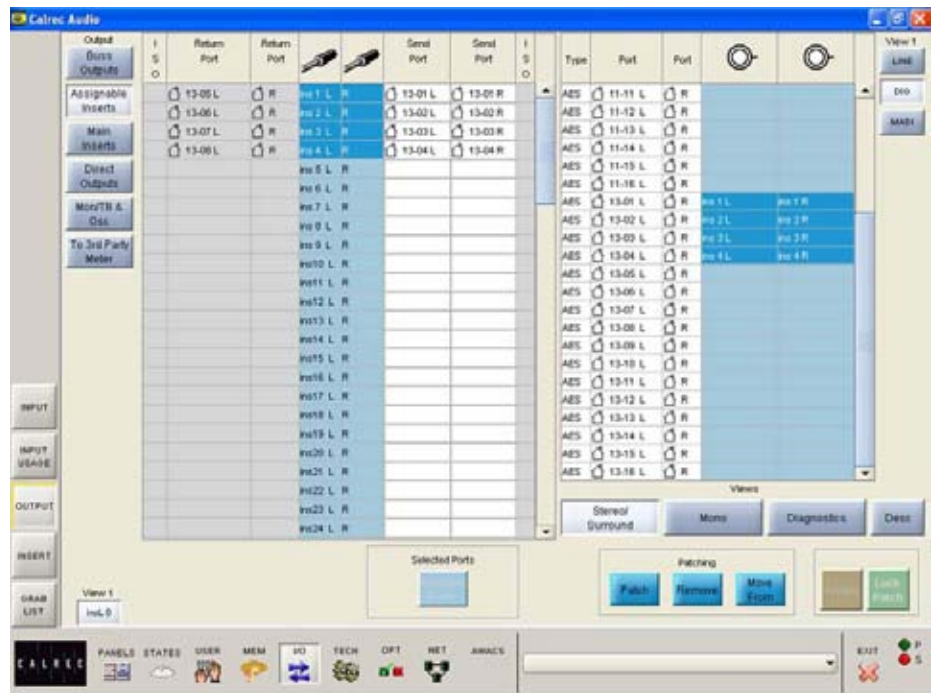 Calrec Audio
Output
Buss Outputs
Assignable Inserts
Main Inserts
Direct Outputs
Mon/TB & Osc
To 3rd Party Meter
INPUT
INPUT USAGE
OUTPUT
INSERT
GRAB LIST
View 1
I S O
Return Port
Return Port
Send Port
Send Port
I S O
13-05 L R ins 1 L R 13-01 L 13-01 R
13-06 L R ins 2 L R 13-02 L 13-02 R
13-07 L R ins 3 L R 13-03 L 13-03 R
13-08 L R ins 4 L R 13-04 L 13-04 R
ins 5 L R
ins 6 L R
ins 7 L R
ins 8 L R
ins 9 L R
ins10 L R
ins11 L R
ins12 L R
ins13 L R
ins14 L R
ins15 L R
ins16 L R
ins17 L R
ins18 L R
ins19 L R
ins20 L R
ins21 L R
ins22 L R
ins23 L R
ins24 L R
Type Port Port
AES 11-11 L R
AES 11-12 L R
AES 11-13 L R
AES 11-14 L R
AES 11-15 L R
AES 11-16 L R
AES 13-01 L R ins 1 L ins 1 R
AES 13-02 L R ins 2 L ins 2 R
AES 13-03 L R ins 3 L ins 3 R
AES 13-04 L R ins 4 L ins 4 R
AES 13-05 L R
AES 13-06 L R
AES 13-07 L R
AES 13-08 L R
AES 13-09 L R
AES 13-10 L R
AES 13-11 L R
AES 13-12 L R
AES 13-13 L R
AES 13-14 L R
AES 13-15 L R
AES 13-16 L R
View 1
LINE
DIO
MADI
Views
Stereo/ Surround
Mono
Diagnostics
Desc
Selected Ports
Patching
Patch
Remove
Move From
Lock Patch
CALREC
PANELS
STATES
USER
MEM
I/O
TECH
OPT
NET
AWACS
EXIT
P
S